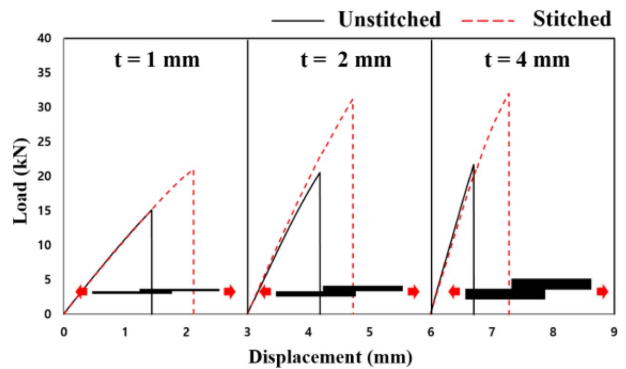 Unstitched Stitched
40
35
30
25
20
15
10
5
0
Load (kN)
t = 1 mm t = 2 mm t = 4 mm
0 1 2 3 4 5 6 7 8 9
Displacement (mm)